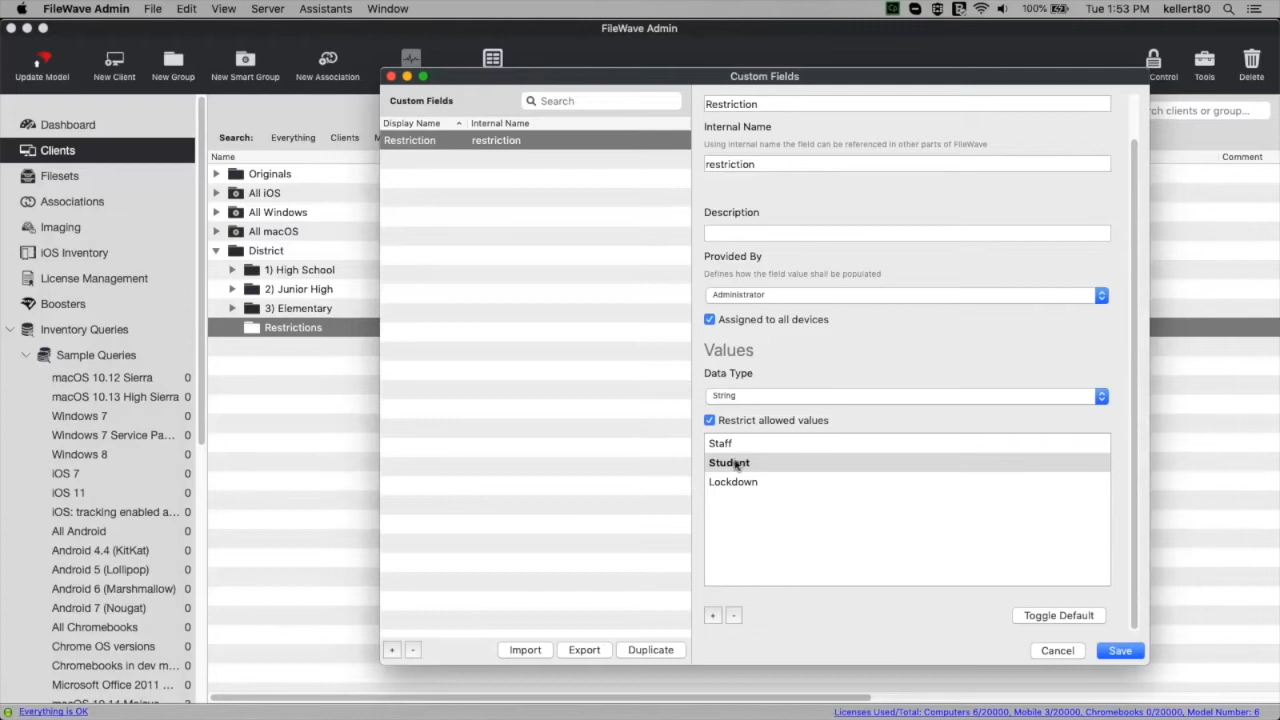 FileWave Admin File Edit View Server Assistants Window 100% Tue 1:53 PM kellert80
FileWave Admin
Update Model New Client New Group New Smart Group New Association Control Tools Delete
Custom Fields
Dashboard
Clients
Filesets
Associations
Imaging
iOS Inventory
License Management
Boosters
Inventory Queries
Sample Queries
macOS 10.12 Sierra 0
macOS 10.13 High Sierra 0
Windows 7 0
Windows 7 Service Pa... 0
Windows 8 0
iOS 7 0
iOS 11 0
iOS: tracking enabled a... 0
All Android 0
Android 4.4 (KitKat) 0
Android 5 (Lollipop) 0
Android 6 (Marshmallow) 0
Android 7 (Nougat) 0
All Chromebooks 0
Chrome OS versions 0
Chromebooks in dev m... 0
Microsoft Office 2011 ... 0
Search: Everything Clients
Name
Originals
All iOS
All Windows
All macOS
District
1) High School
2) Junior High
3) Elementary
Restrictions
Custom Fields Search
Display Name Internal Name
Restriction restriction
Import Export Duplicate
Restriction
Internal Name
Using internal name the field can be referenced in other parts of FileWave
restriction
Description
Provided By
Defines how the field value shall be populated
Administrator
Assigned to all devices
Values
Data Type
String
Restrict allowed values
Staff
Student
Lockdown
+ -
Toggle Default
+ -
Cancel Save
ch clients or group...
Comment
Everything is OK
Licenses Used/Total: Computers 6/20000, Mobile 3/20000, Chromebooks 0/20000, Model Number: 6